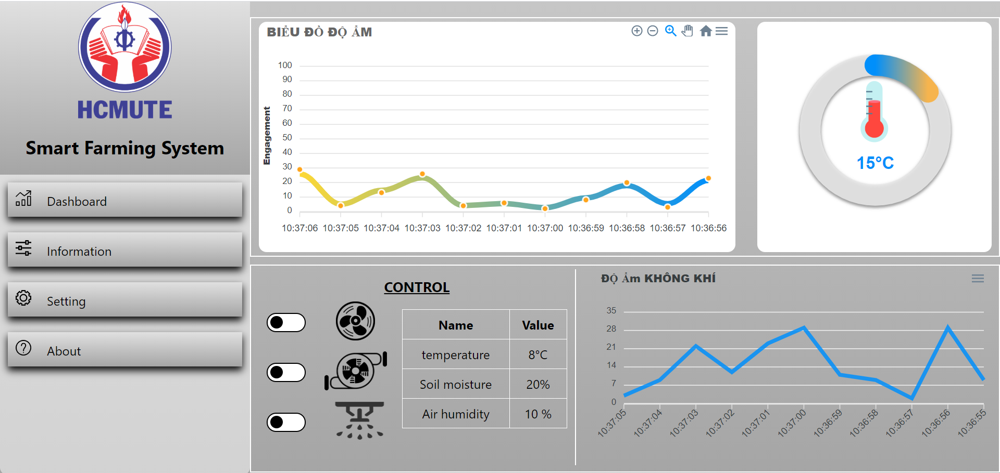 HCMUTE
Smart Farming System
Dashboard
Information
Setting
About
BIỂU ĐỒ ĐỘ ẨM
Engagement
100
90
80
70
60
50
40
30
20
10
0
10:37:06 10:37:05 10:37:04 10:37:03 10:37:02 10:37:01 10:37:00 10:36:59 10:36:58 10:36:57 10:36:56
15°C
CONTROL
Name Value
temperature 8°C
Soil moisture 20%
Air humidity 10 %
ĐỘ Ẩm KHÔNG KHÍ
35
28
21
14
7
0
10:37:05 10:37:04 10:37:03 10:37:02 10:37:01 10:37:00 10:36:59 10:36:58 10:36:57 10:36:56 10:36:55